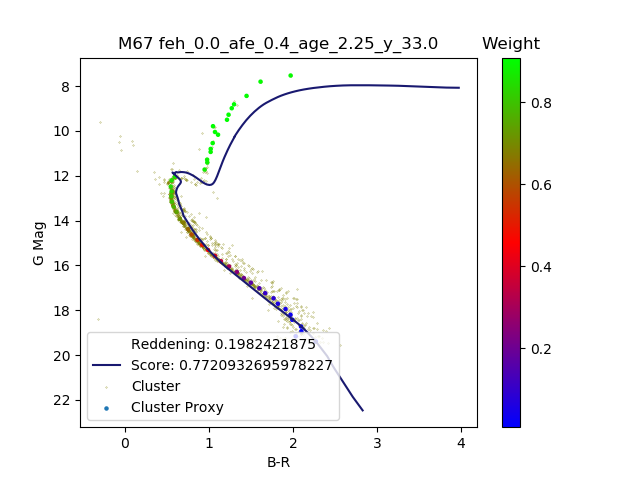 M67 feh_0.0_afe_0.4_age_2.25_y_33.0
Weight
8
10
12
14
16
18
20
22
G Mag
0
1
2
3
4
B-R
0.8
0.6
0.4
0.2
Reddening: 0.1982421875
Score: 0.7720932695978227
Cluster
Cluster Proxy